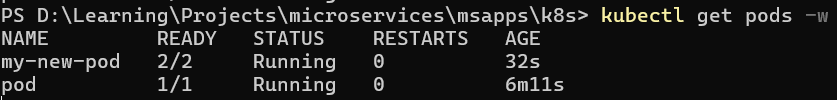 PS D:\Learning\Projects\microservices\msapps\k8s> kubectl get pods -w
NAME READY STATUS RESTARTS AGE
my-new-pod 2/2 Running 0 32s
pod 1/1 Running 0 6m11s